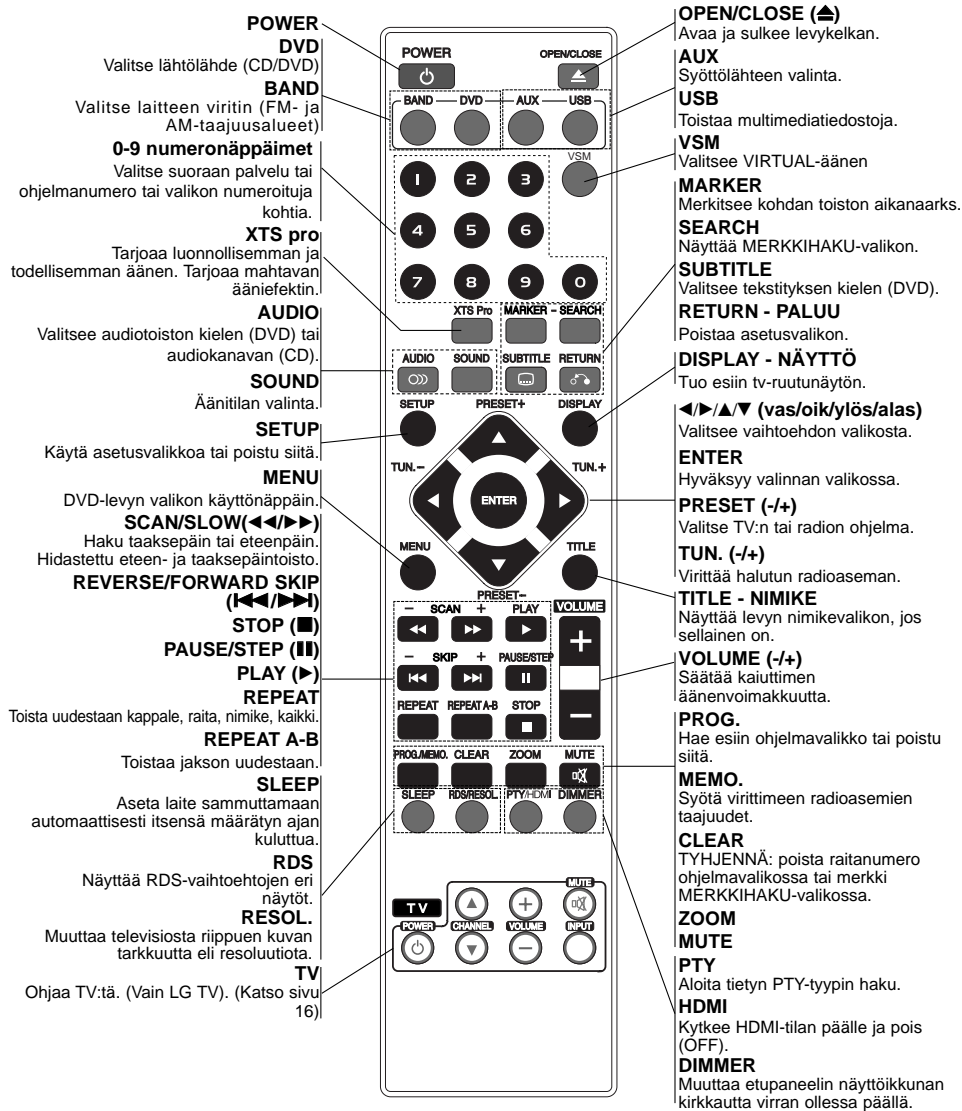 POWER
DVD
Valitse lähtölähde (CD/DVD)
BAND
Valitse laitteen viritin (FM- ja
AM-taajuusalueet)
0-9 numeronäppäimet
Valitse suoraan palvelu tai
ohjelmanumero tai valikon numeroituja
kohtia.
XTS pro
Tarjoaa luonnollisemman ja
todellisemman äänen. Tarjoaa mahtavan
ääniefektin.
AUDIO
Valitsee audiotoiston kielen (DVD) tai
audiokanavan (CD).
SOUND
Äänitilan valinta.
SETUP
Käytä asetusvalikkoa tai poistu siitä.
MENU
DVD-levyn valikon käyttönäppäin.
SCAN/SLOW(◄◄/►►)
Haku taaksepäin tai eteenpäin.
Hidastettu eteen- ja taaksepäintoisto.
REVERSE/FORWARD SKIP
(I◄◄/►►I)
STOP (■)
PAUSE/STEP (❚❚)
PLAY (►)
REPEAT
Toista uudestaan kappale, raita, nimike, kaikki.
REPEAT A-B
Toistaa jakson uudestaan.
SLEEP
Aseta laite sammuttamaan
automaattisesti itsensä määrätyn ajan
kuluttua.
RDS
Näyttää RDS-vaihtoehtojen eri
näytöt.
RESOL.
Muuttaa televisiosta riippuen kuvan
tarkkuutta eli resoluutiota.
TV
Ohjaa TV:tä. (Vain LG TV). (Katso sivu
16)
POWER OPEN/CLOSE
BAND DVD AUX USB
VSM
1 2 3
4 5 6
7 8 9 0
XTS Pro MARKER - SEARCH
AUDIO SOUND SUBTITLE RETURN
SETUP PRESET+ DISPLAY
TUN.- TUN.+
ENTER
MENU TITLE
PRESET-
- SCAN + PLAY VOLUME
+
- SKIP + PAUSE/STEP
REPEAT REPEAT A-B STOP
-
PROG./MEMO. CLEAR ZOOM MUTE
SLEEP RDS/RESOL. PTY/HDMI DIMMER
MUTE
TV
POWER CHANNEL VOLUME INPUT
OPEN/CLOSE (⏏)
Avaa ja sulkee levykelkan.
AUX
Syöttölähteen valinta.
USB
Toistaa multimediatiedostoja.
VSM
Valitsee VIRTUAL-äänen
MARKER
Merkitsee kohdan toiston aikanaarks.
SEARCH
Näyttää MERKKIHAKU-valikon.
SUBTITLE
Valitsee tekstityksen kielen (DVD).
RETURN - PALUU
Poistaa asetusvalikon.
DISPLAY - NÄYTTÖ
Tuo esiin tv-ruutunäytön.
◄/►/▲/▼ (vas/oik/ylös/alas)
Valitsee vaihtoehdon valikosta.
ENTER
Hyväksyy valinnan valikossa.
PRESET (-/+)
Valitse TV:n tai radion ohjelma.
TUN. (-/+)
Virittää halutun radioaseman.
TITLE - NIMIKE
Näyttää levyn nimikevalikon, jos
sellainen on.
VOLUME (-/+)
Säätää kaiuttimen
äänenvoimakkuutta.
PROG.
Hae esiin ohjelmavalikko tai poistu
siitä.
MEMO.
Syötä virittimeen radioasemien
taajuudet.
CLEAR
TYHJENNÄ: poista raitanumero
ohjelmavalikossa tai merkki
MERKKIHAKU-valikossa.
ZOOM
MUTE
PTY
Aloita tietyn PTY-tyypin haku.
HDMI
Kytkee HDMI-tilan päälle ja pois
(OFF).
DIMMER
Muuttaa etupaneelin näyttöikkunan
kirkkautta virran ollessa päällä.